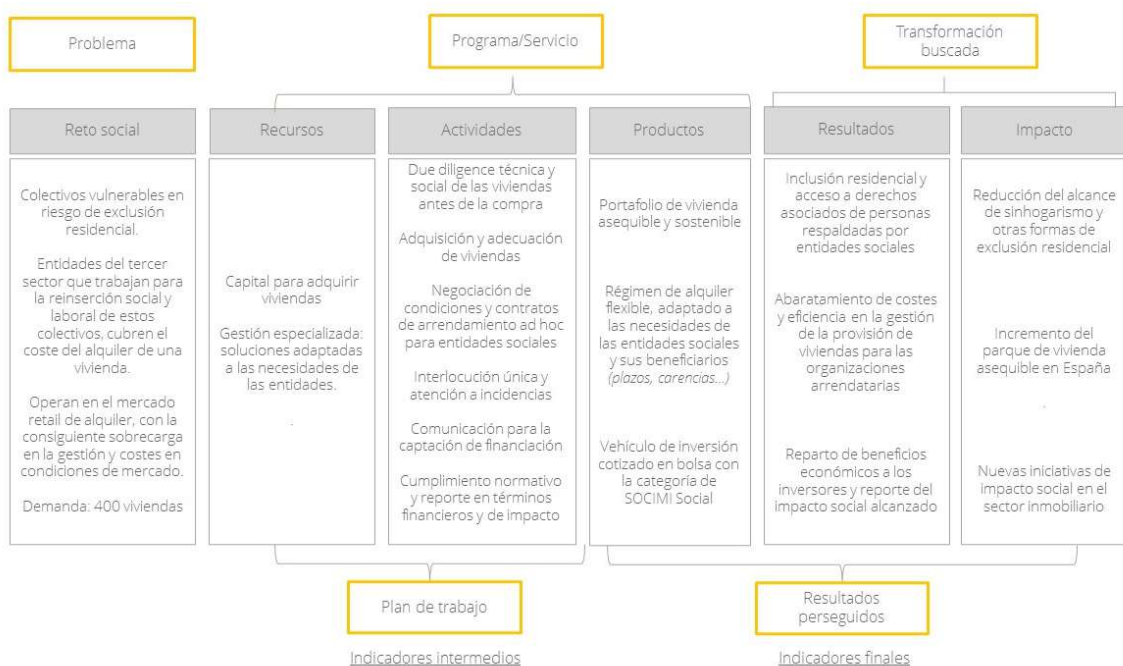 Problema
Programa/Servicio
Transformación
buscada
Reto social
Recursos
Actividades
Productos
Resultados
Impacto
Colectivos vulnerables en
riesgo de exclusión
residencial.
Entidades del tercer
sector que trabajan para
la reinserción social y
laboral de estos
colectivos, cubren el
coste del alquiler de una
vivienda.
Operan en el mercado
retail de alquiler, con la
consiguiente sobrecarga
en la gestión y costes en
condiciones de mercado.
Demanda: 400 viviendas
Capital para adquirir
viviendas
Gestión especializada:
soluciones adaptadas
a las necesidades de
las entidades.
.
Due diligence técnica y
social de las viviendas
antes de la compra
Adquisición y adecuación
de viviendas
Negociación de
condiciones y contratos
de arrendamiento ad hoc
para entidades sociales
Interlocución única y
atención a incidencias
Comunicación para la
captación de financiación
Cumplimiento normativo
y reporte en términos
financieros y de impacto
Portafolio de vivienda
asequible y sostenible
Régimen de alquiler
flexible, adaptado a
las necesidades de
las entidades sociales
y sus beneficiarios
(plazos, carencias...)
Vehículo de inversión
cotizado en bolsa con
la categoría de
SOCIMI Social
Inclusión residencial y
acceso a derechos
asociados de personas
respaldadas por
entidades sociales
Abaratamiento de costes
y eficiencia en la gestión
de la provisión de
viviendas para las
organizaciones
arrendatarias
Reparto de beneficios
económicos a los
inversores y reporte del
impacto social alcanzado
Reducción del alcance
de sinhogarismo y
otras formas de
exclusión residencial
Incremento del
parque de vivienda
asequible en España
.
Nuevas iniciativas de
impacto social en el
sector inmobiliario
Plan de trabajo
Resultados
perseguidos
Indicadores intermedios
Indicadores finales